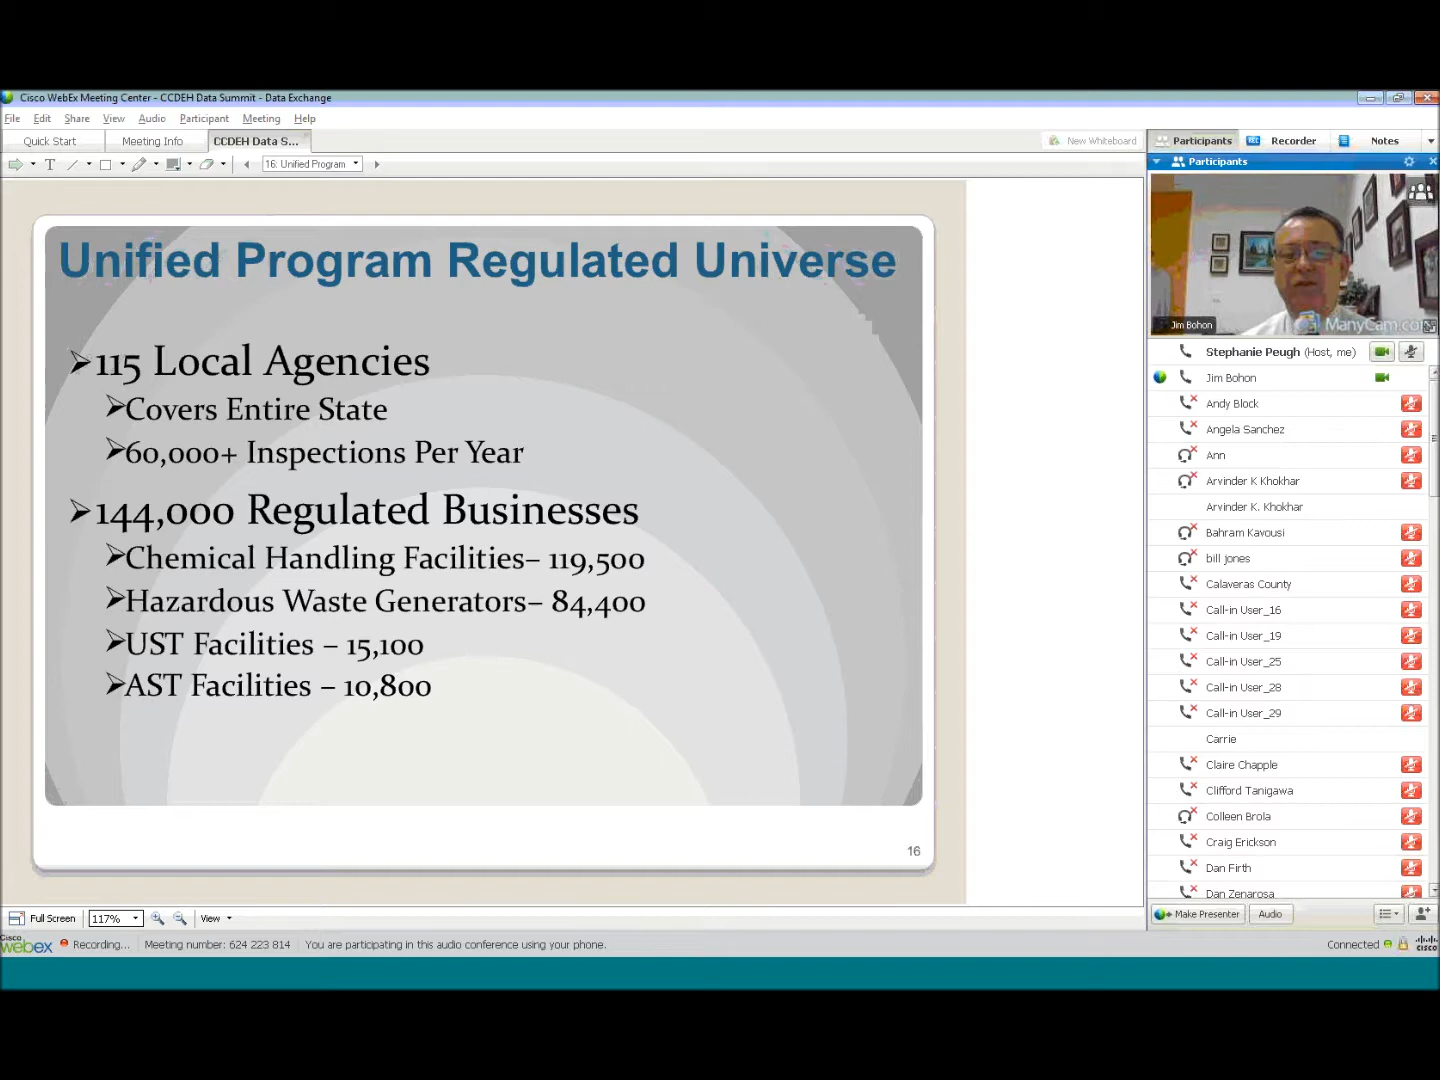 Cisco WebEx Meeting Center - CCDEH Data Summit - Data Exchange
File Edit Share View Audio Participant Meeting Help
Quick Start Meeting Info CCDEH Data S... New Whiteboard
Participants Recorder Notes
T 16: Unified Program
Participants
Unified Program Regulated Universe
115 Local Agencies
Covers Entire State
60,000+ Inspections Per Year
144,000 Regulated Businesses
Chemical Handling Facilities– 119,500
Hazardous Waste Generators– 84,400
UST Facilities – 15,100
AST Facilities – 10,800
16
Jim Bohon
ManyCam.co
Stephanie Peugh (Host, me)
Jim Bohon
Andy Block
Angela Sanchez
Ann
Arvinder K Khokhar
Arvinder K. Khokhar
Bahram Kavousi
bill jones
Calaveras County
Call-in User_16
Call-in User_19
Call-in User_25
Call-in User_28
Call-in User_29
Carrie
Claire Chapple
Clifford Tanigawa
Colleen Brola
Craig Erickson
Dan Firth
Dan Zenarosa
Make Presenter Audio
Full Screen 117% View
Cisco webex Recording... Meeting number: 624 223 814 You are participating in this audio conference using your phone. Connected cisco